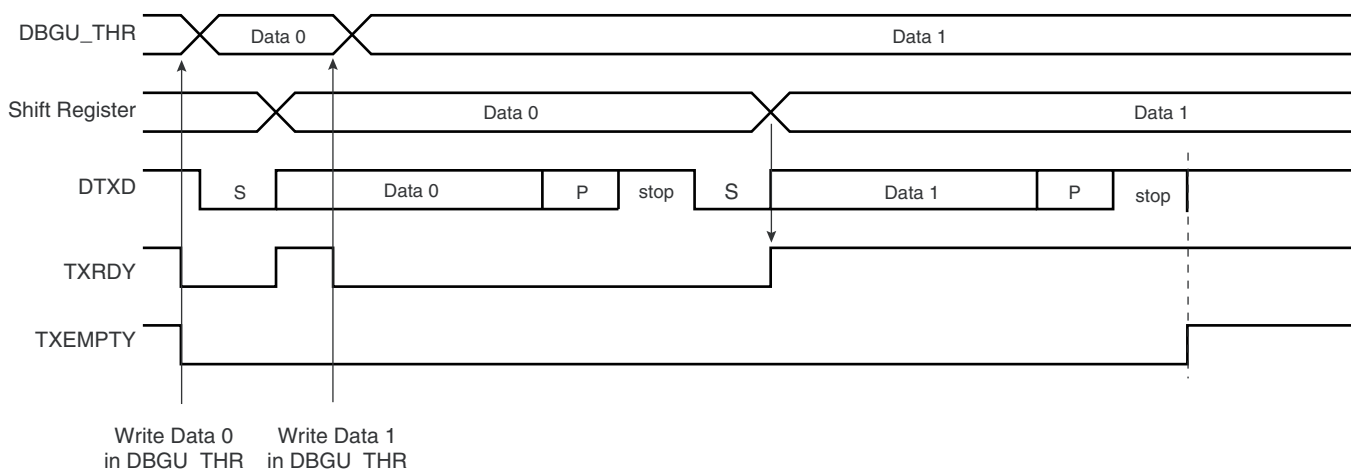 DBGU_THR Data 0 Data 1
Shift Register Data 0 Data 1
DTXD S Data 0 P stop S Data 1 P stop
TXRDY
TXEMPTY
Write Data 0 Write Data 1
in DBGU_THR in DBGU_THR